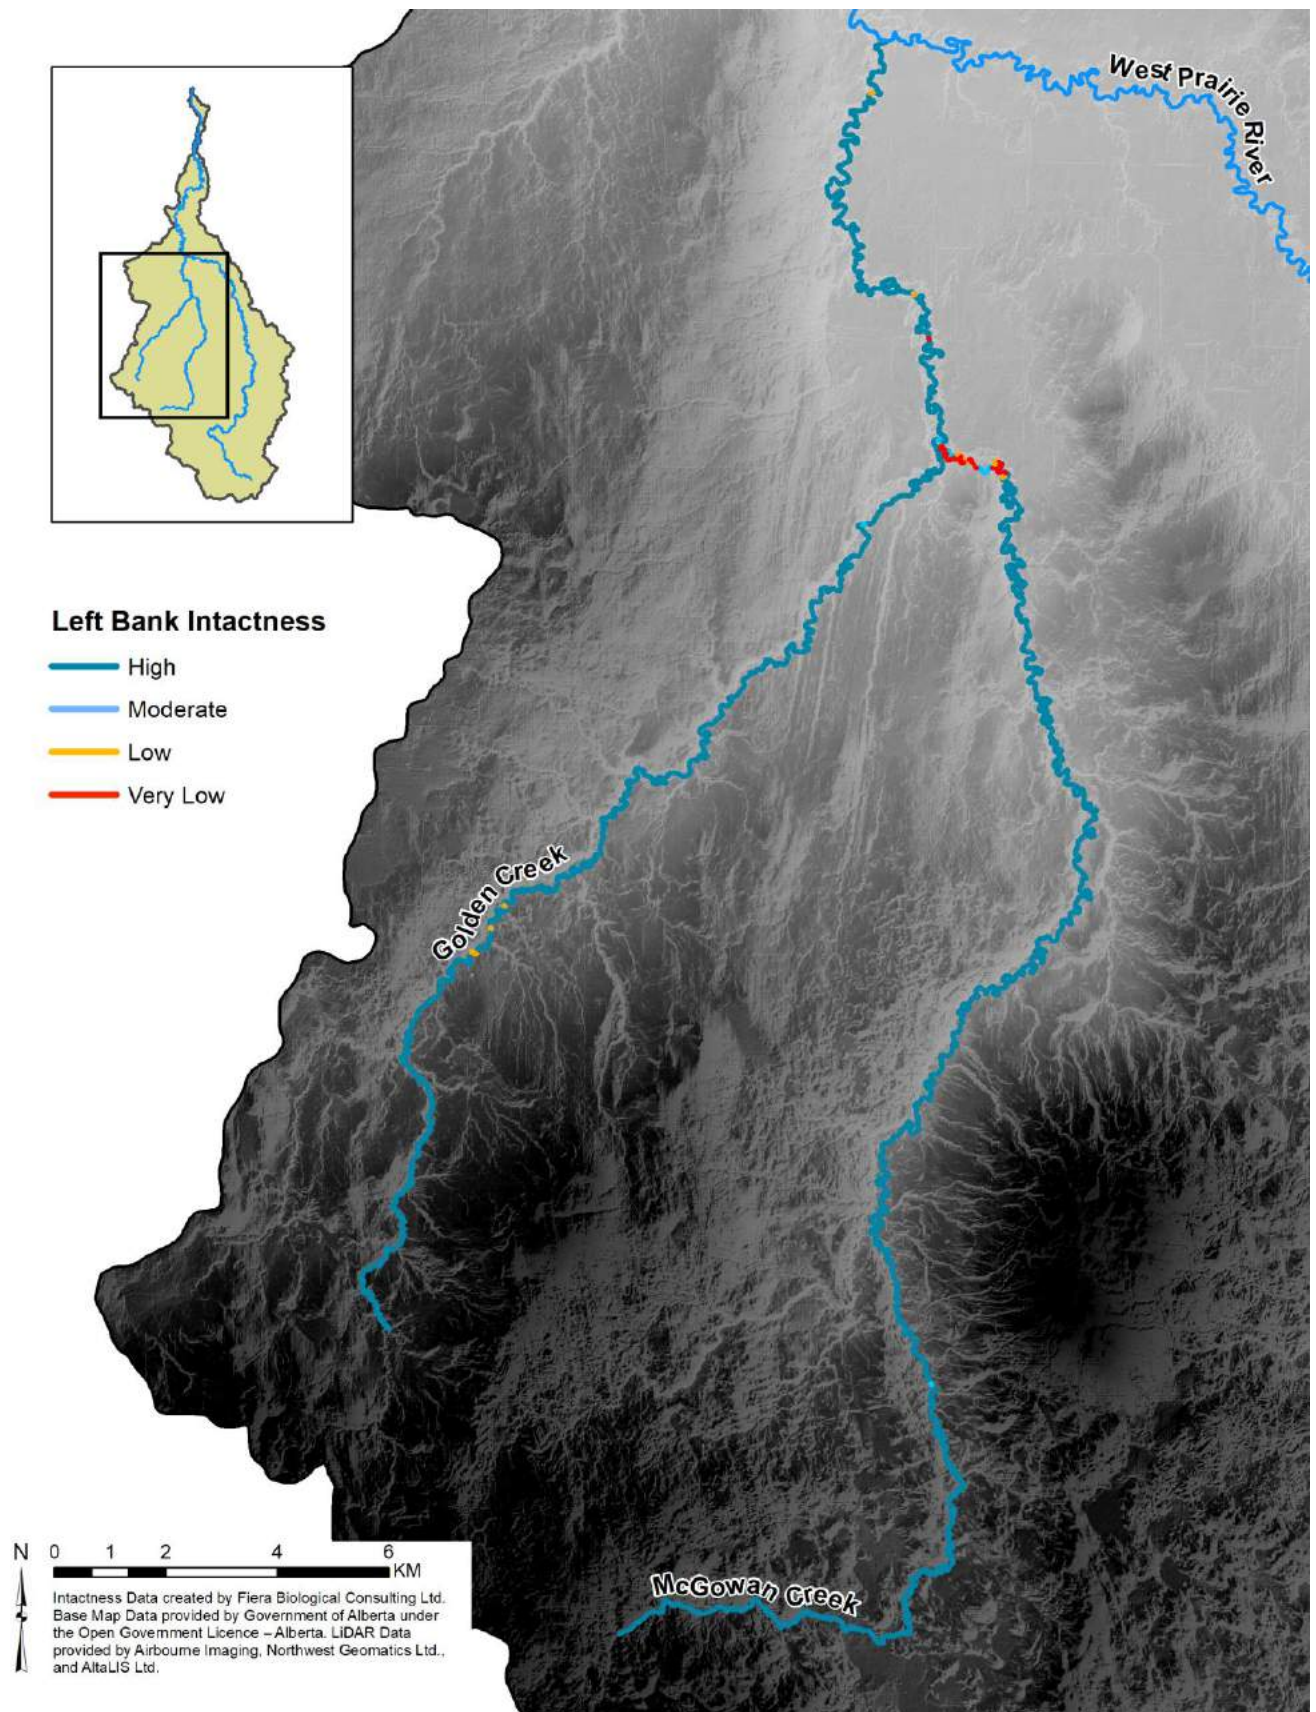 West Prairie River
Left Bank Intactness
High
Moderate
Low
Very Low
Golden Creek
N
0 1 2 4 6
KM
Intactness Data created by Fiera Biological Consulting Ltd.
Base Map Data provided by Government of Alberta under
the Open Government Licence – Alberta. LiDAR Data
provided by Airbourne Imaging, Northwest Geomatics Ltd.,
and AltaLIS Ltd.
McGowan Creek